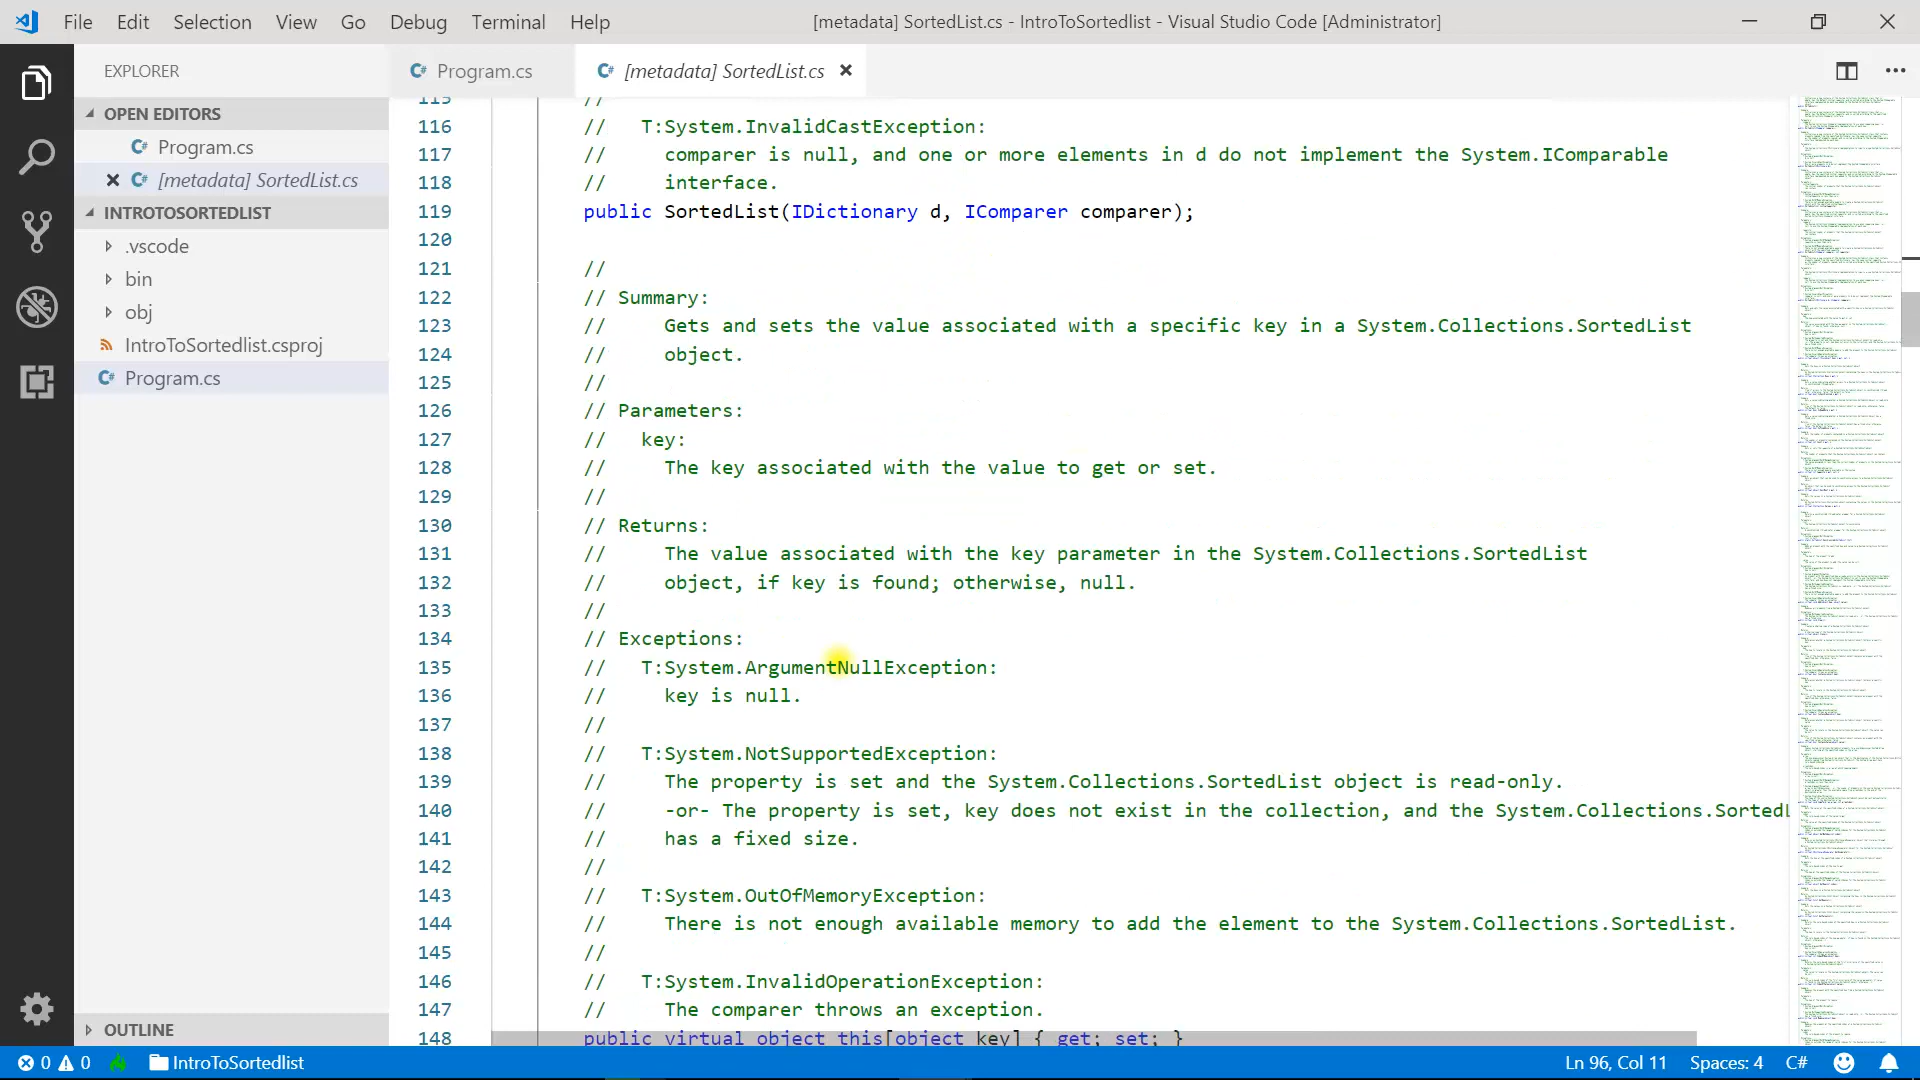 File Edit Selection View Go Debug Terminal Help
[metadata] SortedList.cs - IntroToSortedlist - Visual Studio Code [Administrator]
EXPLORER
OPEN EDITORS
Program.cs
[metadata] SortedList.cs
INTROTOSORTEDLIST
.vscode
bin
obj
IntroToSortedlist.csproj
Program.cs
OUTLINE
Program.cs
[metadata] SortedList.cs
115 //
116 // T:System.InvalidCastException:
117 // comparer is null, and one or more elements in d do not implement the System.IComparable
118 // interface.
119 public SortedList(IDictionary d, IComparer comparer);
120
121 //
122 // Summary:
123 // Gets and sets the value associated with a specific key in a System.Collections.SortedList
124 // object.
125 //
126 // Parameters:
127 // key:
128 // The key associated with the value to get or set.
129 //
130 // Returns:
131 // The value associated with the key parameter in the System.Collections.SortedList
132 // object, if key is found; otherwise, null.
133 //
134 // Exceptions:
135 // T:System.ArgumentNullException:
136 // key is null.
137 //
138 // T:System.NotSupportedException:
139 // The property is set and the System.Collections.SortedList object is read-only.
140 // -or- The property is set, key does not exist in the collection, and the System.Collections.SortedL
141 // has a fixed size.
142 //
143 // T:System.OutOfMemoryException:
144 // There is not enough available memory to add the element to the System.Collections.SortedList.
145 //
146 // T:System.InvalidOperationException:
147 // The comparer throws an exception.
148 public virtual object this[object key] { get; set; }
0 0 IntroToSortedlist
Ln 96, Col 11 Spaces: 4 C#